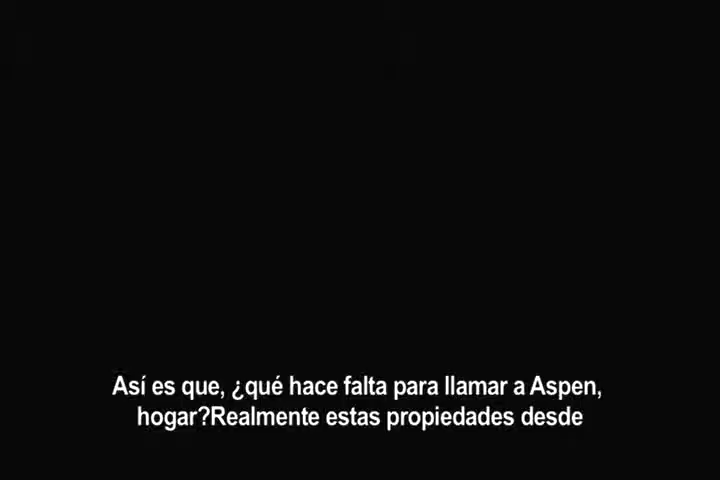 Así es que, ¿qué hace falta para llamar a Aspen,
hogar?Realmente estas propiedades desde